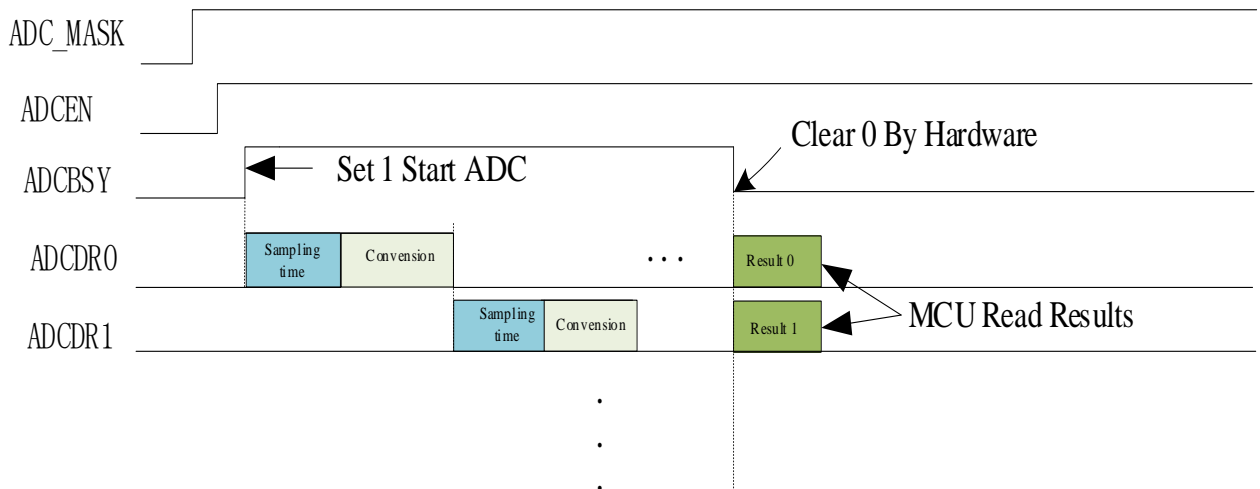 ADC_MASK
ADCEN
Clear 0 By Hardware
ADCBSY
Set 1 Start ADC
ADCDR0
Sampling
time
Convension
...
Result 0
MCU Read Results
ADCDR1
Sampling
time
Convension
Result 1
.
.
.